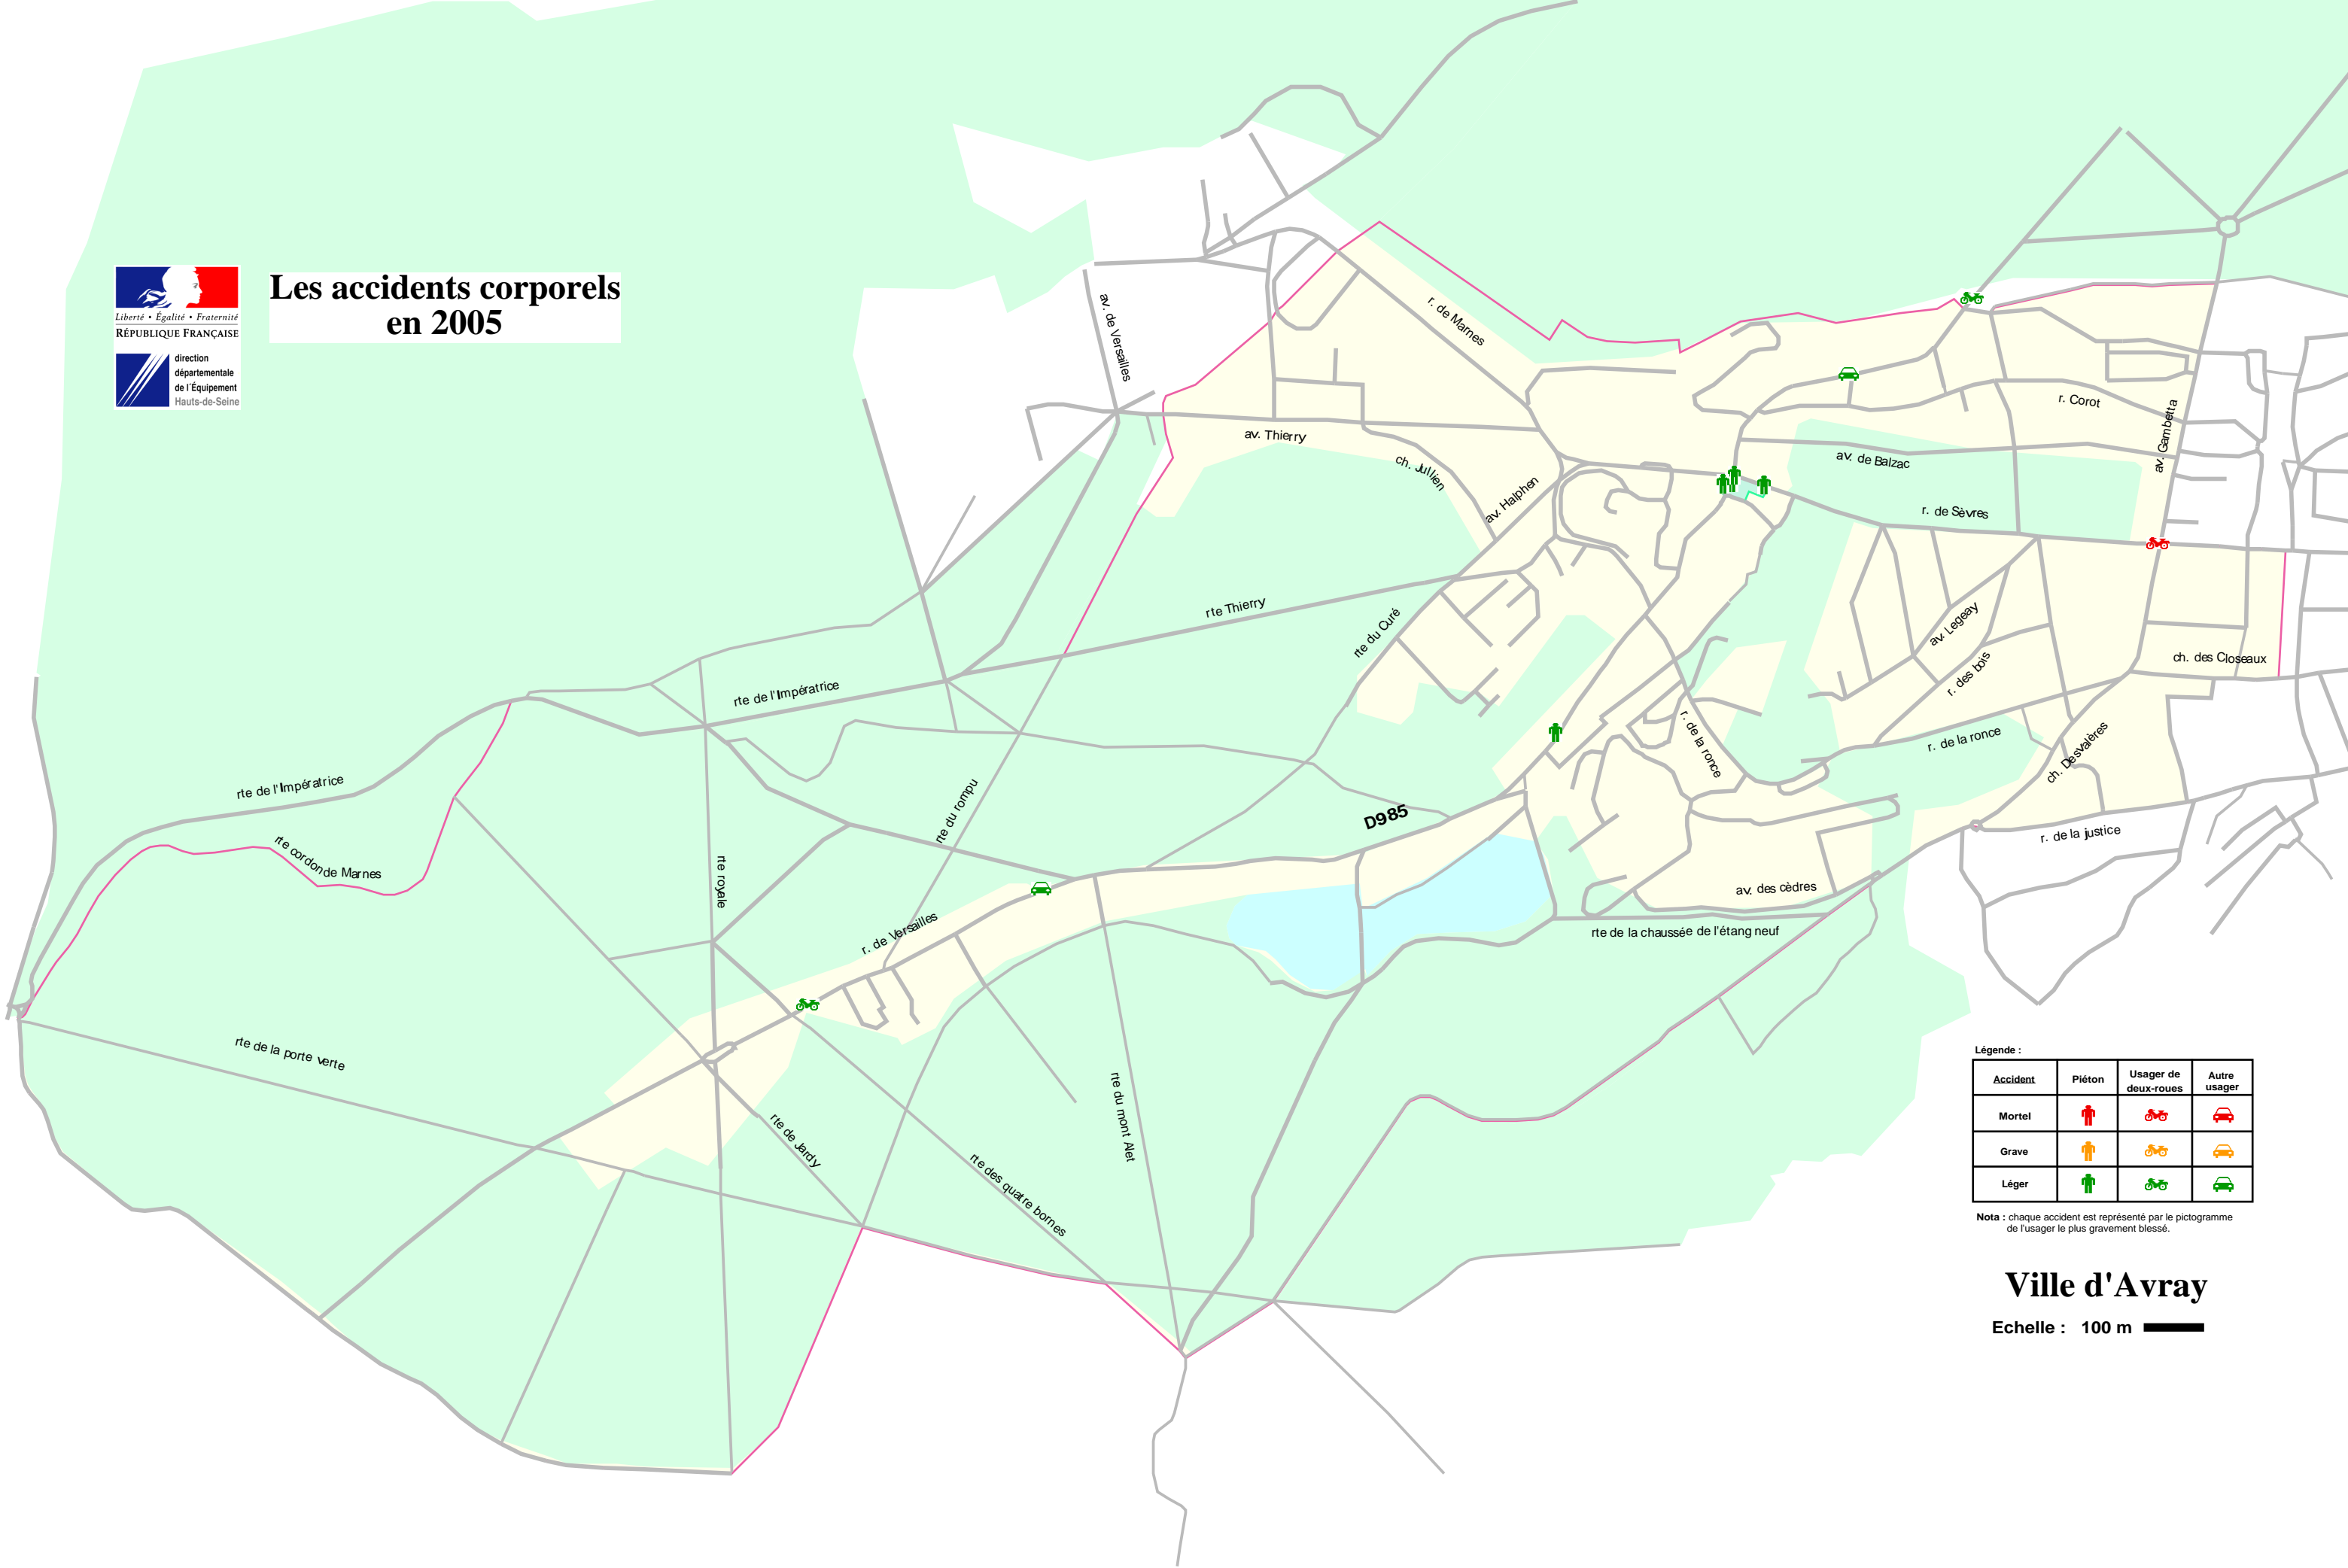 Les accidents corporels
en 2005
Liberté • Égalité • Fraternité
RÉPUBLIQUE FRANÇAISE
direction
départementale
de l'Équipement
Hauts-de-Seine
av. de Versailles
r. de Marnes
av. Thierry
ch. Jullien
av. Halphen
r. Corot
av. Gambetta
av. de Balzac
r. de Sèvres
rte Thierry
rte du Curé
av. Legeay
r. des bois
ch. des Closeaux
rte de l'Impératrice
rte de l'Impératrice
r. de la ronce
r. de la ronce
ch. Desvalères
rte du rompu
D985
r. de la justice
rte cordon de Marnes
rte royale
av. des cèdres
r. de Versailles
rte de la chaussée de l'étang neuf
rte de la porte verte
rte de Jardy
rte du mont Alet
rte des quatre bornes
Légende :
Accident Piéton Usager de deux-roues Autre usager
Mortel
Grave
Léger
Nota : chaque accident est représenté par le pictogramme
de l'usager le plus gravement blessé.
Ville d'Avray
Echelle : 100 m